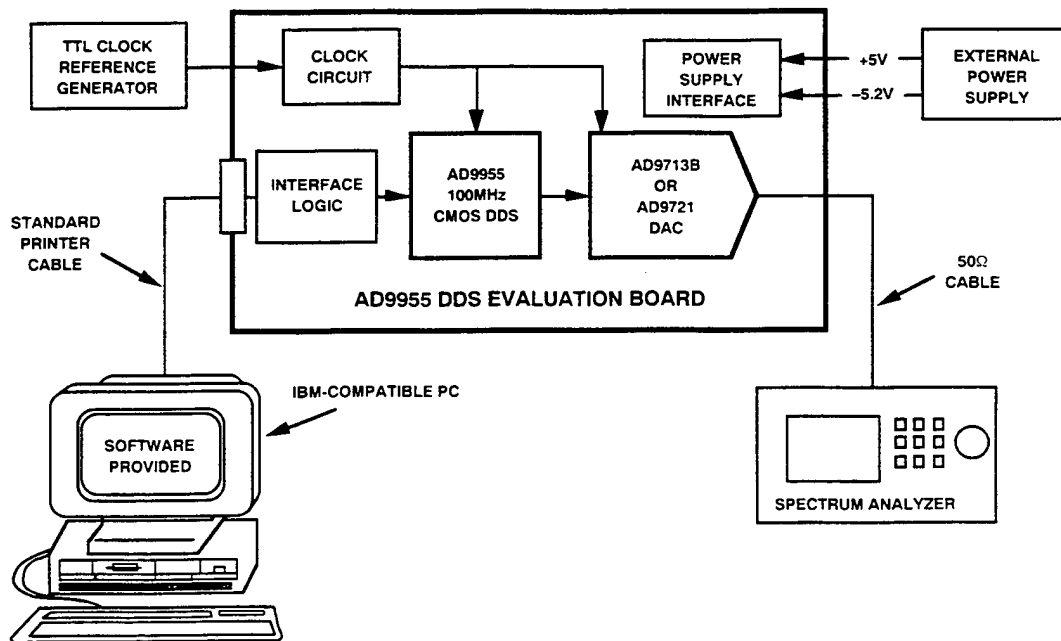 TTL CLOCK
REFERENCE
GENERATOR
CLOCK
CIRCUIT
POWER
SUPPLY
INTERFACE
+5V
–5.2V
EXTERNAL
POWER
SUPPLY
INTERFACE
LOGIC
AD9955
100MHz
CMOS DDS
AD9713B
OR
AD9721
DAC
STANDARD
PRINTER
CABLE
50Ω
CABLE
AD9955 DDS EVALUATION BOARD
IBM-COMPATIBLE PC
SOFTWARE
PROVIDED
SPECTRUM ANALYZER